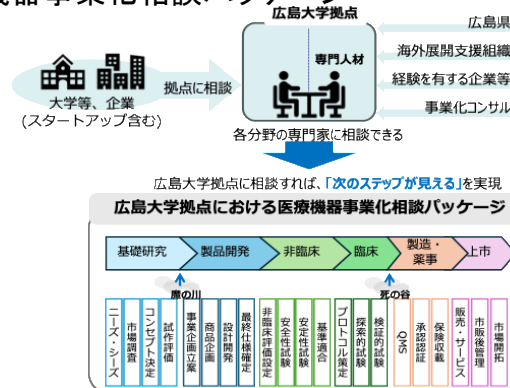 機器事業化相談パッケージ
広島大学拠点
専門人材
広島県
海外展開支援組織
経験を有する企業等
事業化コンサル
大学等、企業
(スタートアップ含む)
拠点に相談
各分野の専門家に相談できる
広島大学拠点に相談すれば、「次のステップが見える」を実現
広島大学拠点における医療機器事業化相談パッケージ
基礎研究
製品開発
非臨床
臨床
製造・
薬事
上市
魔の川
死の谷
ニーズ・シーズ
市場調査
コンセプト決定
試作評価
事業企画立案
商品企画
設計開発
最終仕様確定
非臨床評価設定
安全性試験
安定性試験
基準適合
プロトコル策定
探索的試験
検証的試験
QMS
承認認証
保険収載
販売・サービス
市販後管理
市場開拓